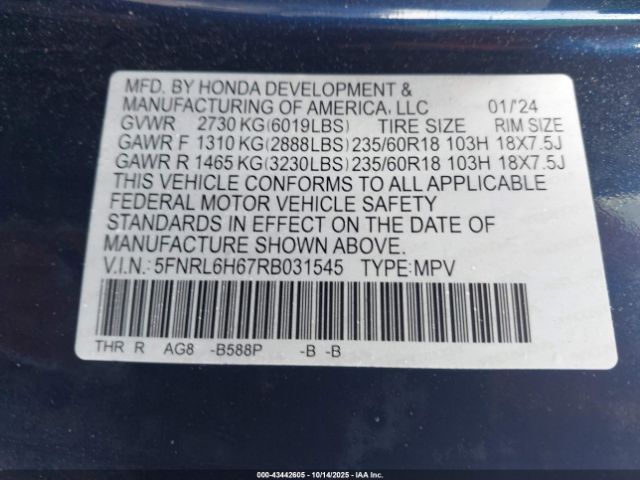 MFD. BY HONDA DEVELOPMENT &
MANUFACTURING OF AMERICA, LLC 01/'24
GVWR 2730 KG(6019LBS) TIRE SIZE RIM SIZE
GAWR F 1310 KG(2888LBS) 235/60R18 103H 18X7.5J
GAWR R 1465 KG(3230LBS) 235/60R18 103H 18X7.5J
THIS VEHICLE CONFORMS TO ALL APPLICABLE
FEDERAL MOTOR VEHICLE SAFETY
STANDARDS IN EFFECT ON THE DATE OF
MANUFACTURE SHOWN ABOVE.
V.I.N.: 5FNRL6H67RB031545 TYPE:MPV
THR R AG8 -B588P -B -B
000-43442605 - 10/14/2025 - IAA Inc.